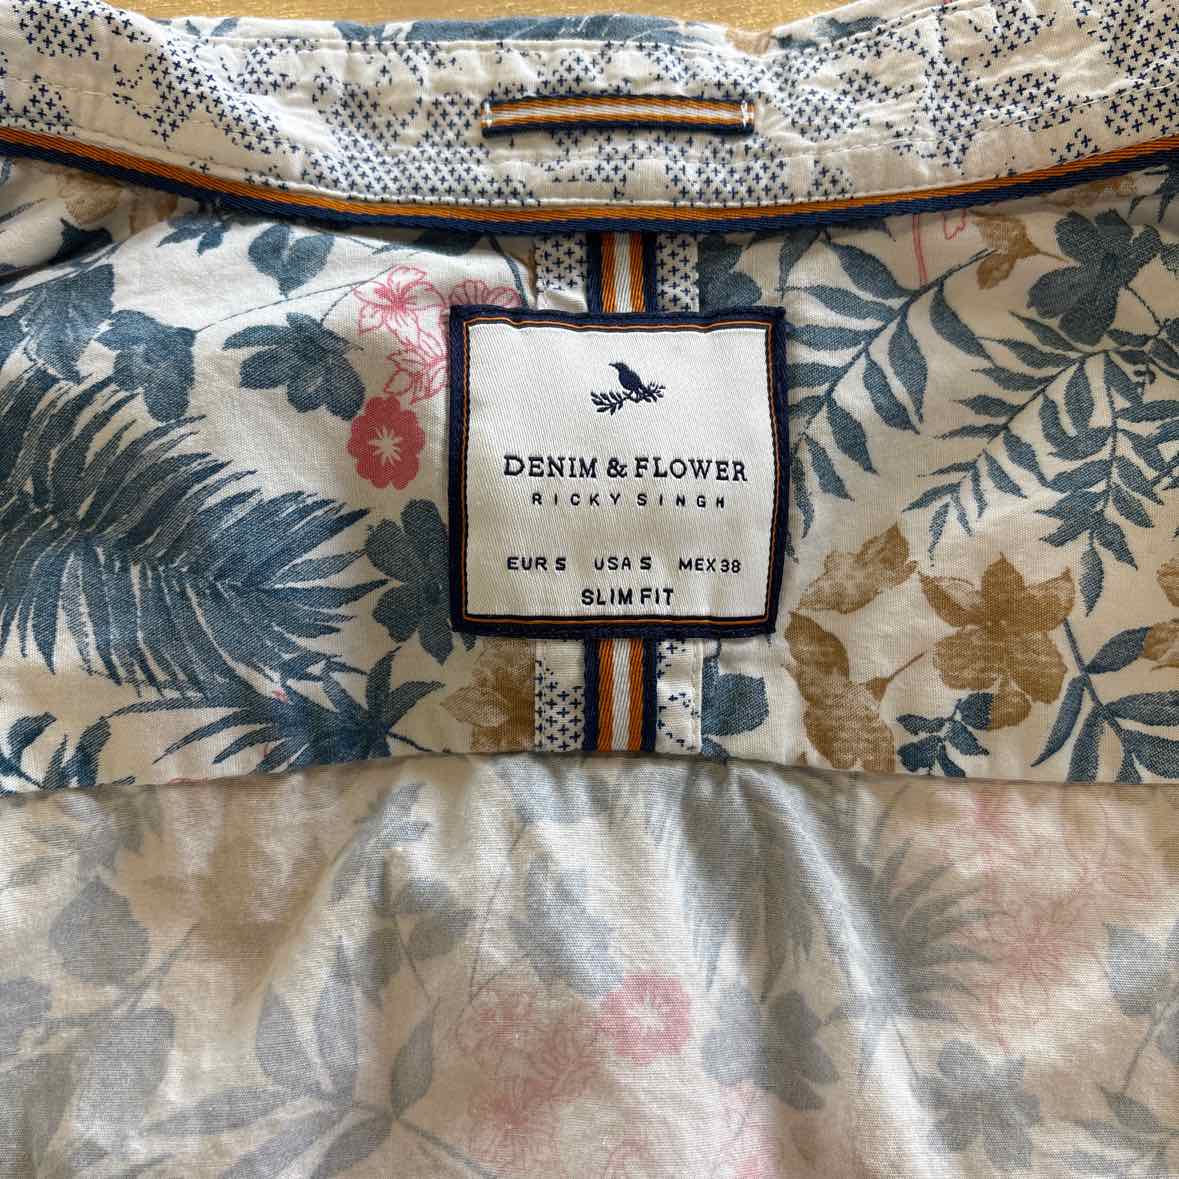 DENIM & FLOWER
RICKY SINGH
EUR S USA S MEX 38
SLIM FIT